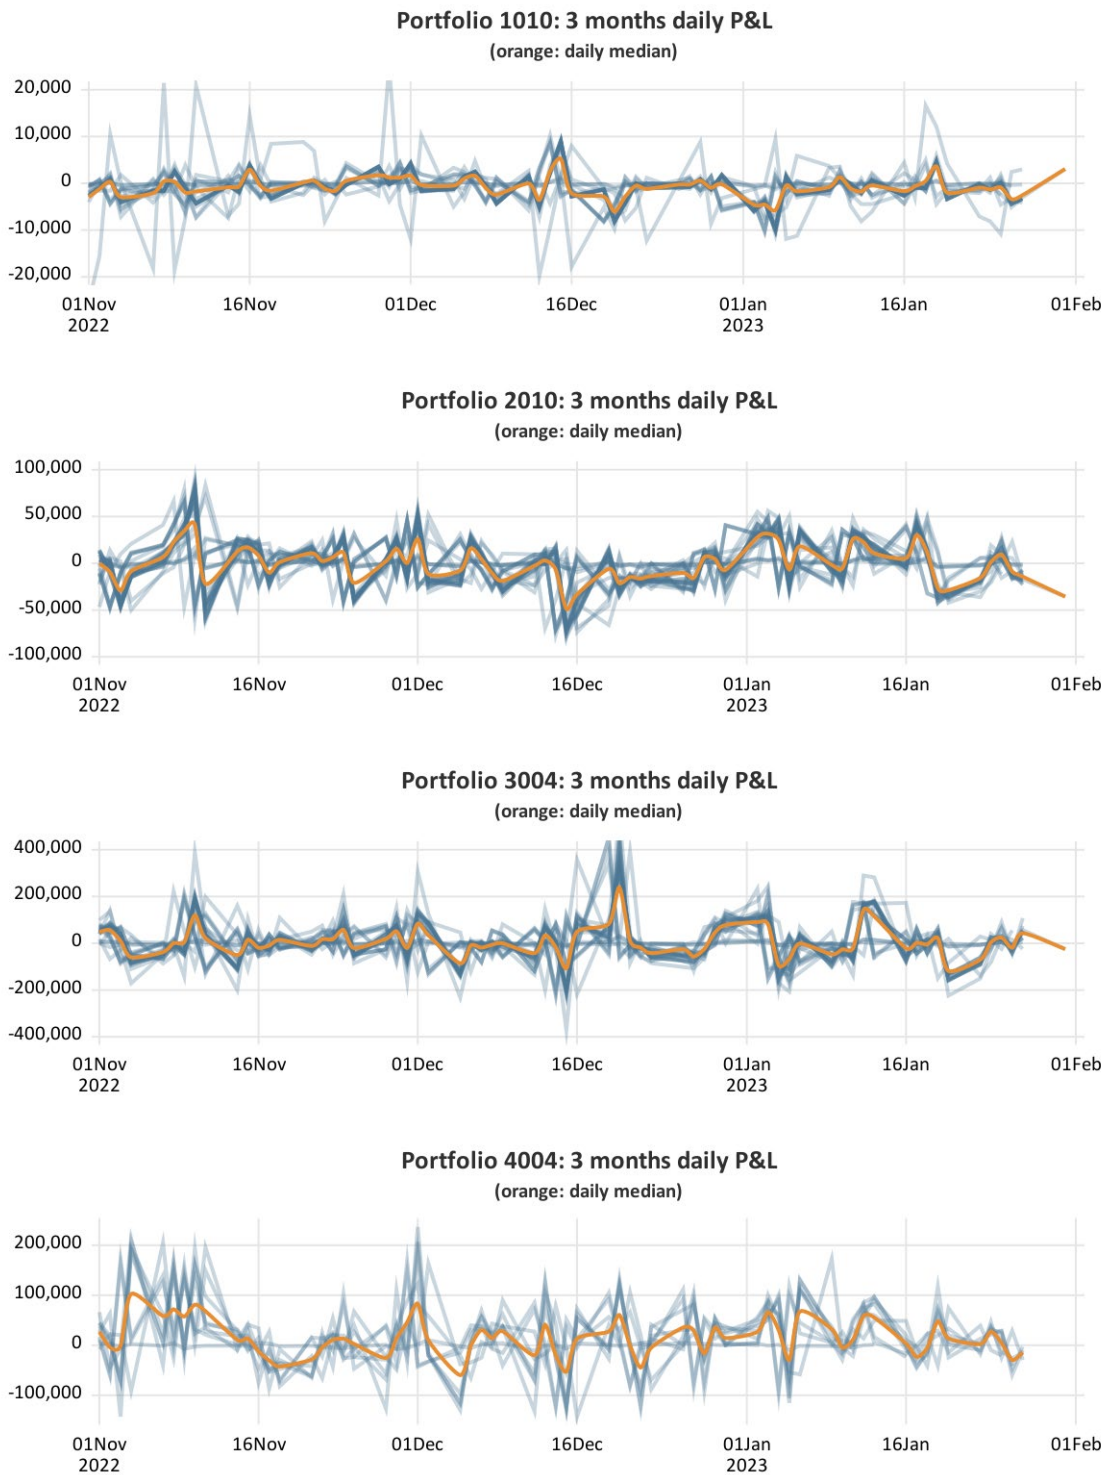 Portfolio 1010: 3 months daily P&L
(orange: daily median)
20,000
10,000
0
-10,000
-20,000
01Nov 16Nov 01Dec 16Dec 01Jan 16Jan 01Feb
2022 2023
Portfolio 2010: 3 months daily P&L
(orange: daily median)
100,000
50,000
0
-50,000
-100,000
01Nov 16Nov 01Dec 16Dec 01Jan 16Jan 01Feb
2022 2023
Portfolio 3004: 3 months daily P&L
(orange: daily median)
400,000
200,000
0
-200,000
-400,000
01Nov 16Nov 01Dec 16Dec 01Jan 16Jan 01Feb
2022 2023
Portfolio 4004: 3 months daily P&L
(orange: daily median)
200,000
100,000
0
-100,000
01Nov 16Nov 01Dec 16Dec 01Jan 16Jan 01Feb
2022 2023